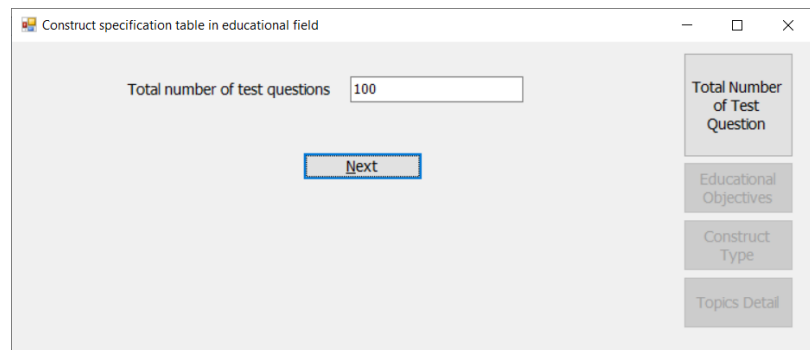 Construct specification table in educational field
Total number of test questions 100
Next
Total Number
of Test
Question
Educational
Objectives
Construct
Type
Topics Detail